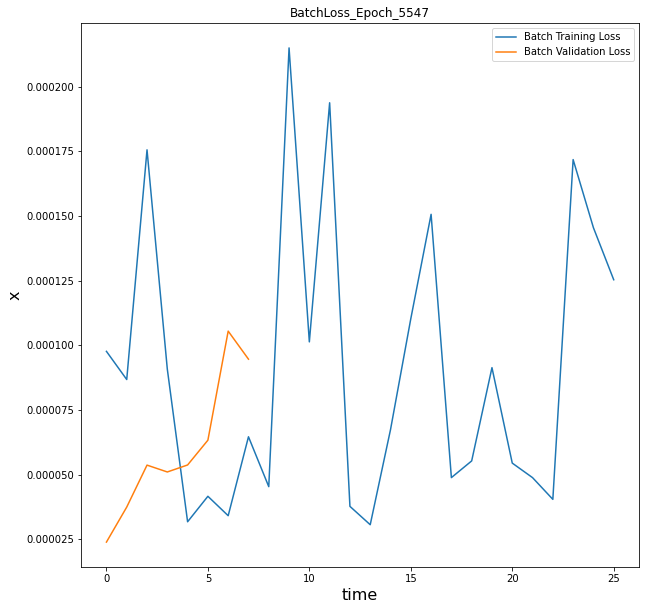 BatchLoss_Epoch_5547
Batch Training Loss
Batch Validation Loss
0.000200
0.000175
0.000150
0.000125
0.000100
0.000075
0.000050
0.000025
x
0
5
10
15
20
25
time